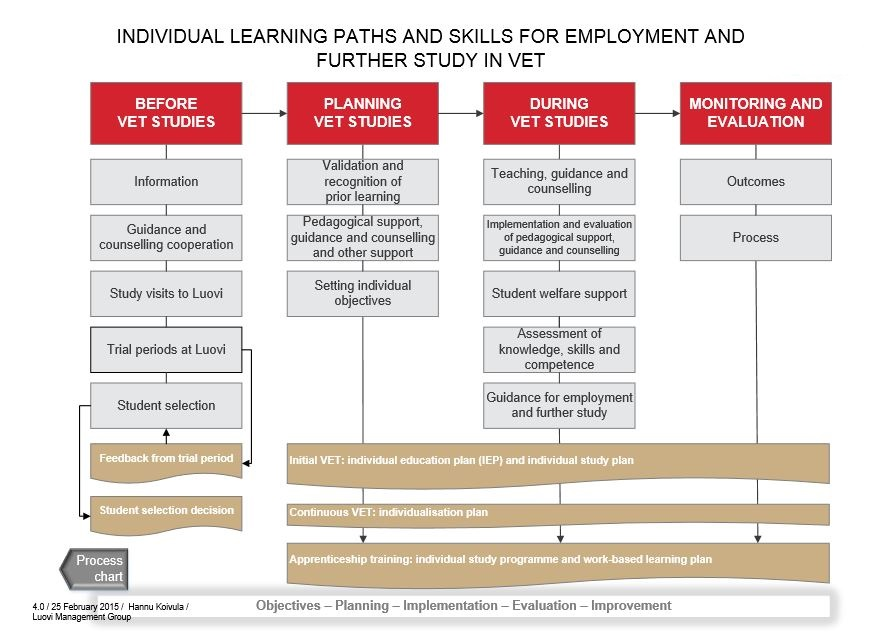 INDIVIDUAL LEARNING PATHS AND SKILLS FOR EMPLOYMENT AND
FURTHER STUDY IN VET
BEFORE
VET STUDIES
PLANNING
VET STUDIES
DURING
VET STUDIES
MONITORING AND
EVALUATION
Information
Guidance and
counselling cooperation
Study visits to Luovi
Trial periods at Luovi
Student selection
Feedback from trial period
Student selection decision
Validation and
recognition of
prior learning
Pedagogical support,
guidance and counselling
and other support
Setting individual
objectives
Teaching, guidance and
counselling
Implementation and evaluation
of pedagogical support,
guidance and counselling
Student welfare support
Assessment of
knowledge, skills and
competence
Guidance for employment
and further study
Outcomes
Process
Initial VET: individual education plan (IEP) and individual study plan
Continuous VET: individualisation plan
Apprenticeship training: individual study programme and work-based learning plan
Process
chart
4.0 / 25 February 2015 / Hannu Koivula /
Luovi Management Group
Objectives – Planning – Implementation – Evaluation – Improvement